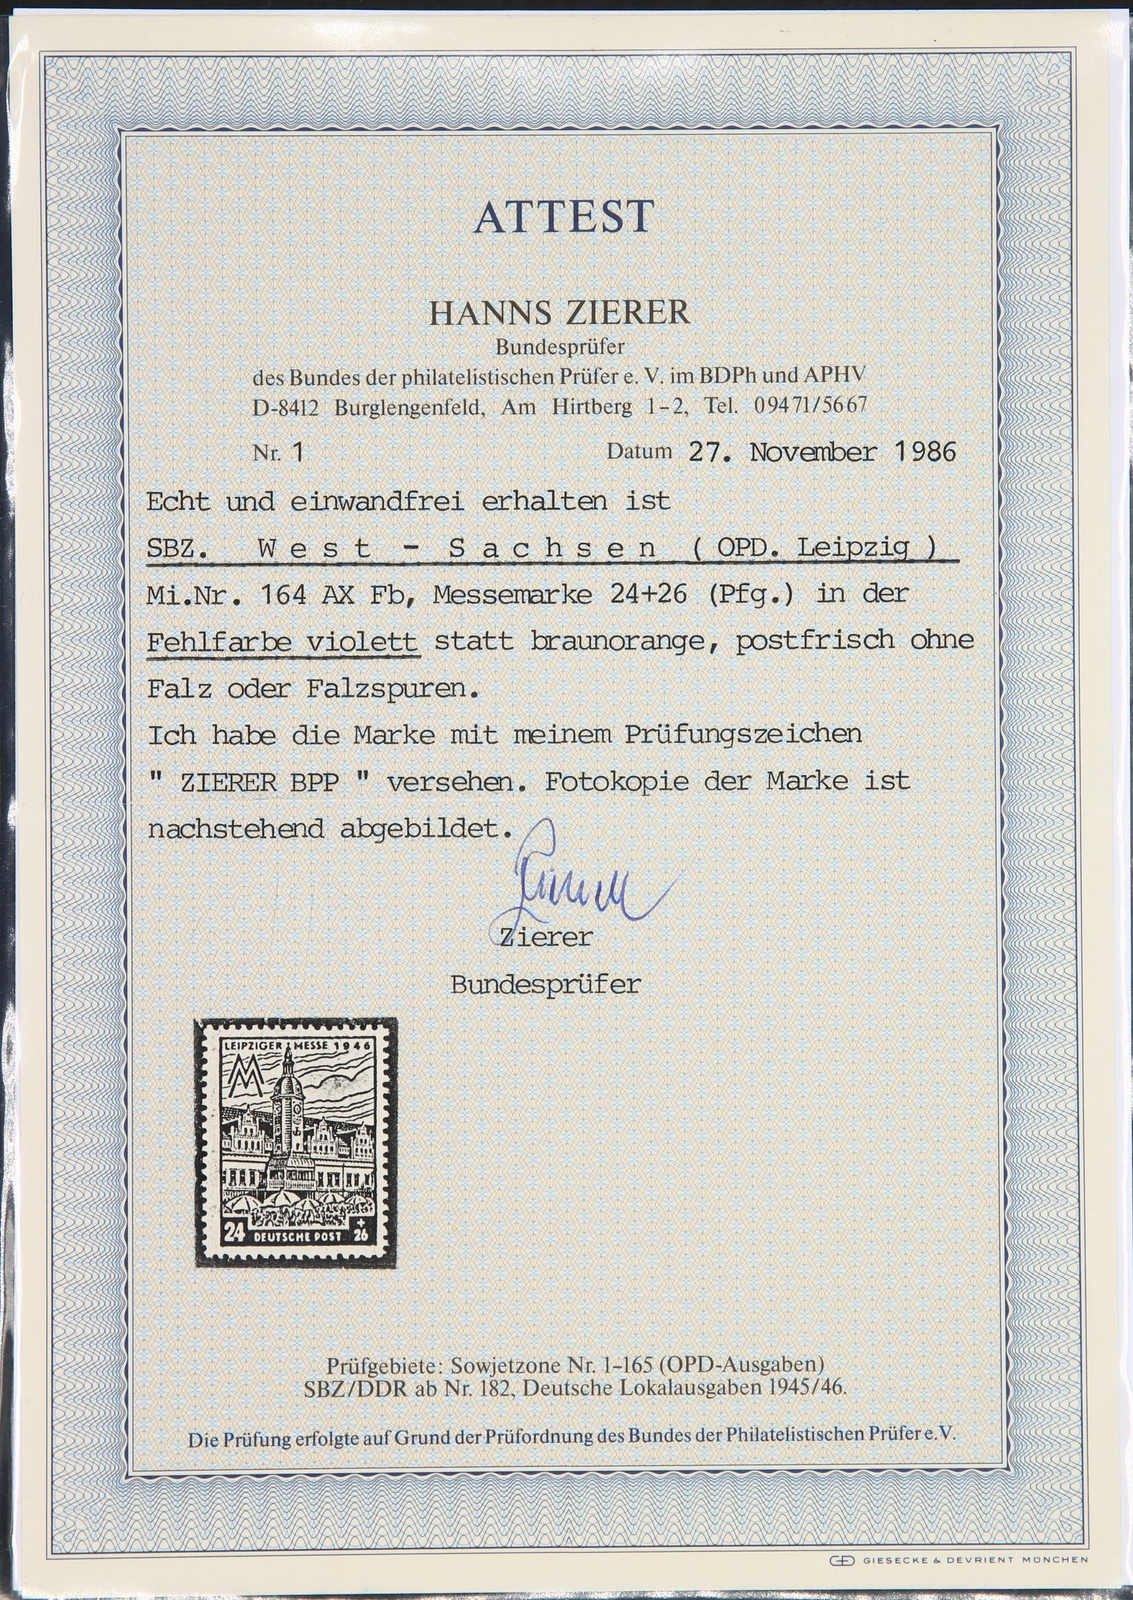 ATTEST
HANNS ZIERER
Bundesprüfer
des Bundes der philatelistischen Prüfer e. V. im BDPh und APHV
D-8412 Burglengenfeld, Am Hirtberg 1-2, Tel. 09471/5667
Nr. 1 Datum 27. November 1986
Echt und einwandfrei erhalten ist
SBZ. West - Sachsen ( OPD. Leipzig )
Mi.Nr. 164 AX Fb, Messemarke 24+26 (Pfg.) in der
Fehlfarbe violett statt braunorange, postfrisch ohne
Falz oder Falzspuren.
Ich habe die Marke mit meinem Prüfungszeichen
" ZIERER BPP " versehen. Fotokopie der Marke ist
nachstehend abgebildet.
Zierer
Zierer
Bundesprüfer
LEIPZIGER MESSE 1946
MM
24 DEUTSCHE POST + 26
Prüfgebiete: Sowjetzone Nr. 1-165 (OPD-Ausgaben)
SBZ/DDR ab Nr. 182, Deutsche Lokalausgaben 1945/46.
Die Prüfung erfolgte auf Grund der Prüfordnung des Bundes der Philatelistischen Prüfer e.V.
GIESECKE & DEVRIENT MÜNCHEN